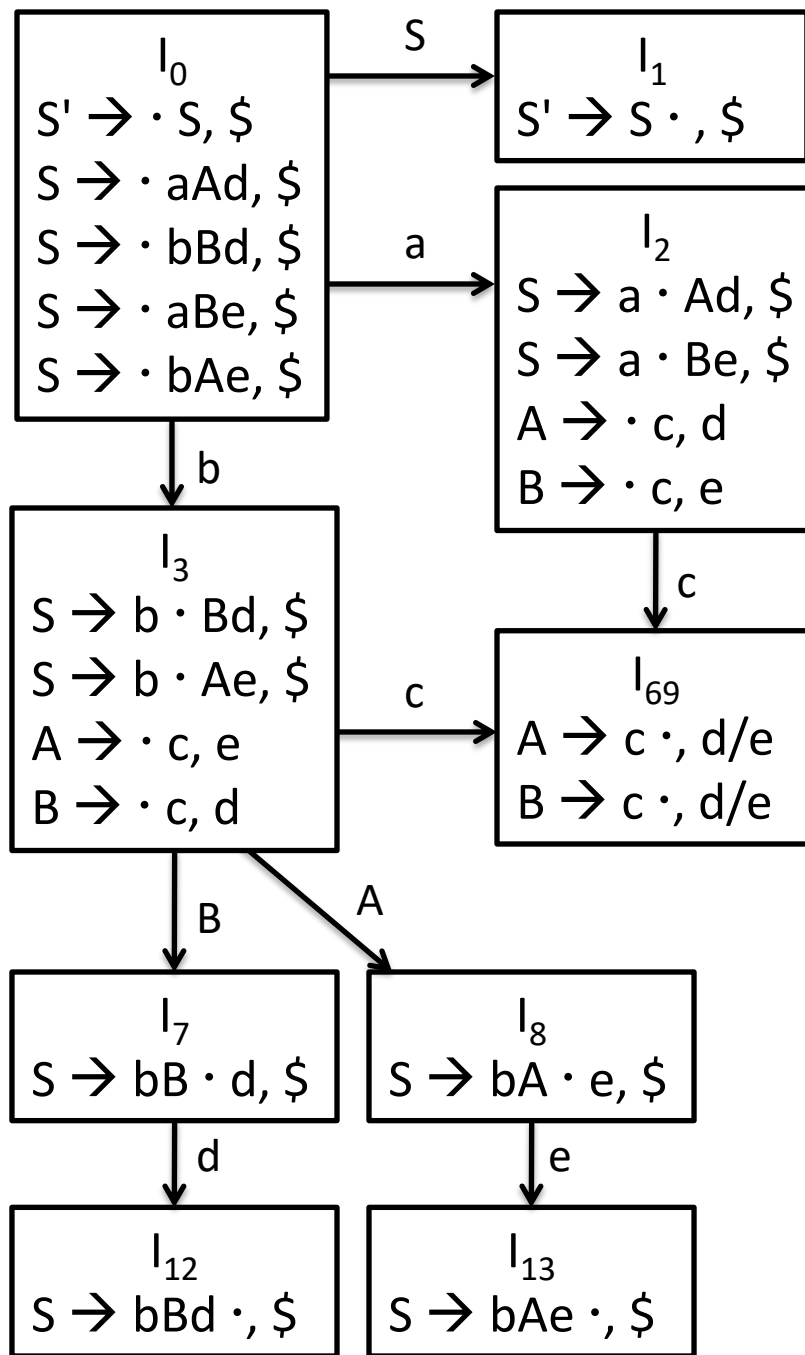 I0
S' → · S, $
S → · aAd, $
S → · bBd, $
S → · aBe, $
S → · bAe, $
S
I1
S' → S · , $
a
I2
S → a · Ad, $
S → a · Be, $
A → · c, d
B → · c, e
b
c
I3
S → b · Bd, $
S → b · Ae, $
A → · c, e
B → · c, d
c
I69
A → c ·, d/e
B → c ·, d/e
B
A
I7
S → bB · d, $
I8
S → bA · e, $
d
e
I12
S → bBd ·, $
I13
S → bAe ·, $